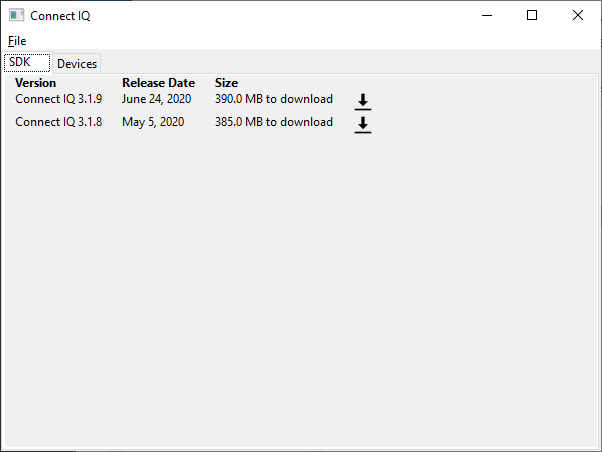 Connect IQ
File
SDK Devices
Version Release Date Size
Connect IQ 3.1.9 June 24, 2020 390.0 MB to download
Connect IQ 3.1.8 May 5, 2020 385.0 MB to download